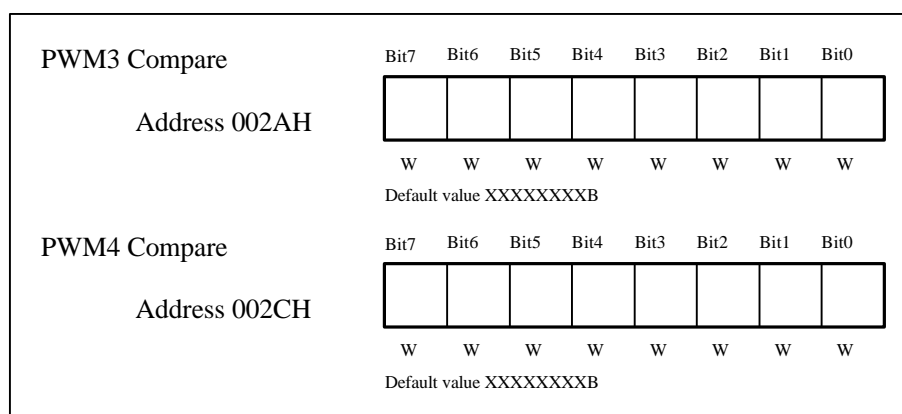 PWM3 Compare Bit7 Bit6 Bit5 Bit4 Bit3 Bit2 Bit1 Bit0
Address 002AH
W W W W W W W W
Default value XXXXXXXXB
PWM4 Compare Bit7 Bit6 Bit5 Bit4 Bit3 Bit2 Bit1 Bit0
Address 002CH
W W W W W W W W
Default value XXXXXXXXB